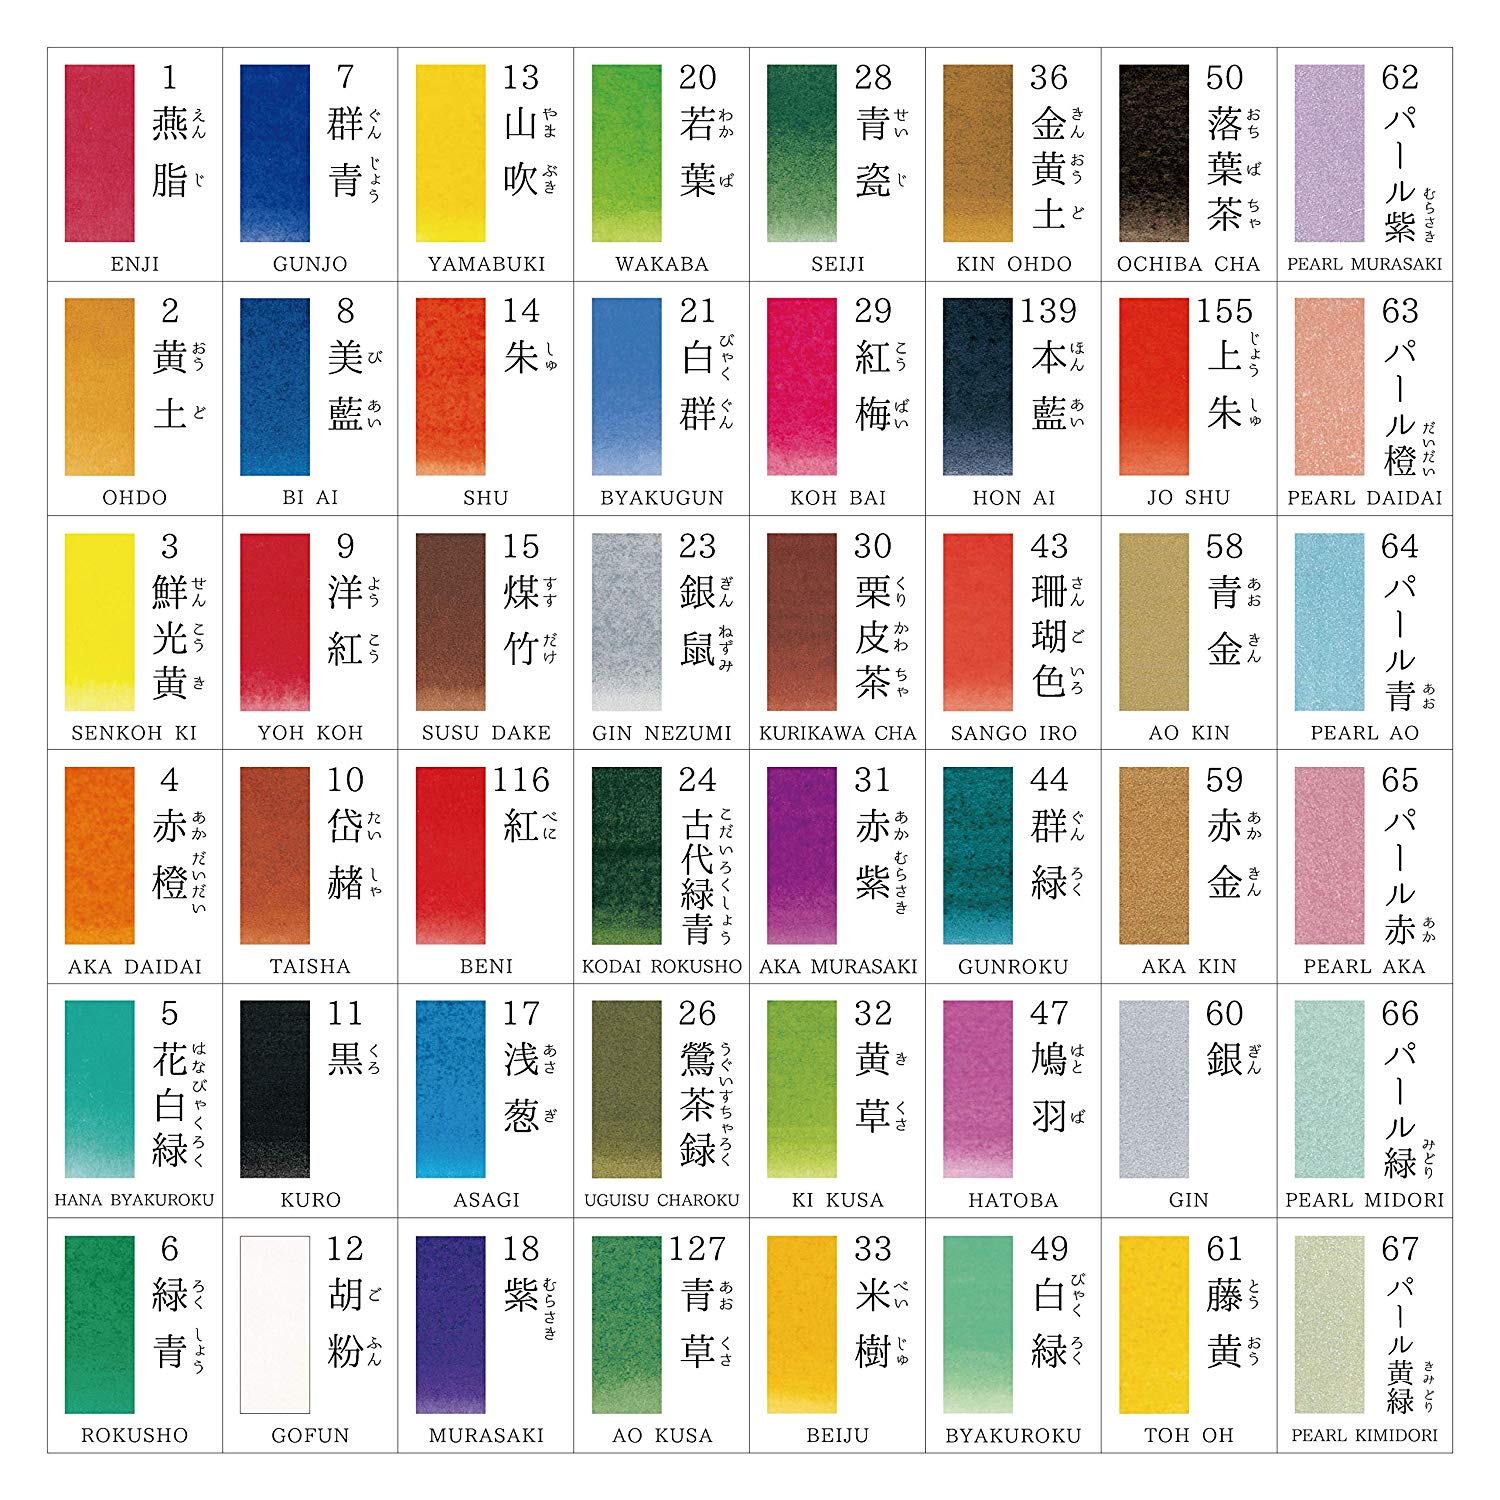 1
燕脂
えんじ
ENJI
7
群青
ぐんじょう
GUNJO
13
山吹
やまぶき
YAMABUKI
20
若葉
わかば
WAKABA
28
青瓷
せいじ
SEIJI
36
金黄土
きんおうど
KIN OHDO
50
落葉茶
おちばちゃ
OCHIBA CHA
62
パール紫
むらさき
PEARL MURASAKI
2
黄土
おうど
OHDO
8
美藍
びあい
BI AI
14
朱
しゅ
SHU
21
白群
びゃくぐん
BYAKUGUN
29
紅梅
こうばい
KOH BAI
139
本藍
ほんあい
HON AI
155
上朱
じょうしゅ
JO SHU
63
パール橙
だいだい
PEARL DAIDAI
3
鮮光黄
せんこうき
SENKOH KI
9
洋紅
ようこう
YOH KOH
15
煤竹
すすだけ
SUSU DAKE
23
銀鼠
ぎんねずみ
GIN NEZUMI
30
栗皮茶
くりかわちゃ
KURIKAWA CHA
43
珊瑚色
さんごいろ
SANGO IRO
58
青金
あおきん
AO KIN
64
パール青
あお
PEARL AO
4
赤橙
あかだいだい
AKA DAIDAI
10
岱赭
たいしゃ
TAISHA
116
紅
べに
BENI
24
古代緑青
こだいろくしょう
KODAI ROKUSHO
31
赤紫
あかむらさき
AKA MURASAKI
44
群緑
ぐんろく
GUNROKU
59
赤金
あかきん
AKA KIN
65
パール赤
あか
PEARL AKA
5
花白緑
はなびゃくろく
HANA BYAKUROKU
11
黒
くろ
KURO
17
浅葱
あさぎ
ASAGI
26
鶯茶録
うぐいすちゃろく
UGUISU CHAROKU
32
黄草
きくさ
KI KUSA
47
鳩羽
はとば
HATOBA
60
銀
ぎん
GIN
66
パール緑
みどり
PEARL MIDORI
6
緑青
ろくしょう
ROKUSHO
12
胡粉
ごふん
GOFUN
18
紫
むらさき
MURASAKI
127
青草
あおくさ
AO KUSA
33
米樹
べいじゅ
BEIJU
49
白緑
びゃくろく
BYAKUROKU
61
藤黄
とうおう
TOH OH
67
パール黄緑
きみどり
PEARL KIMIDORI